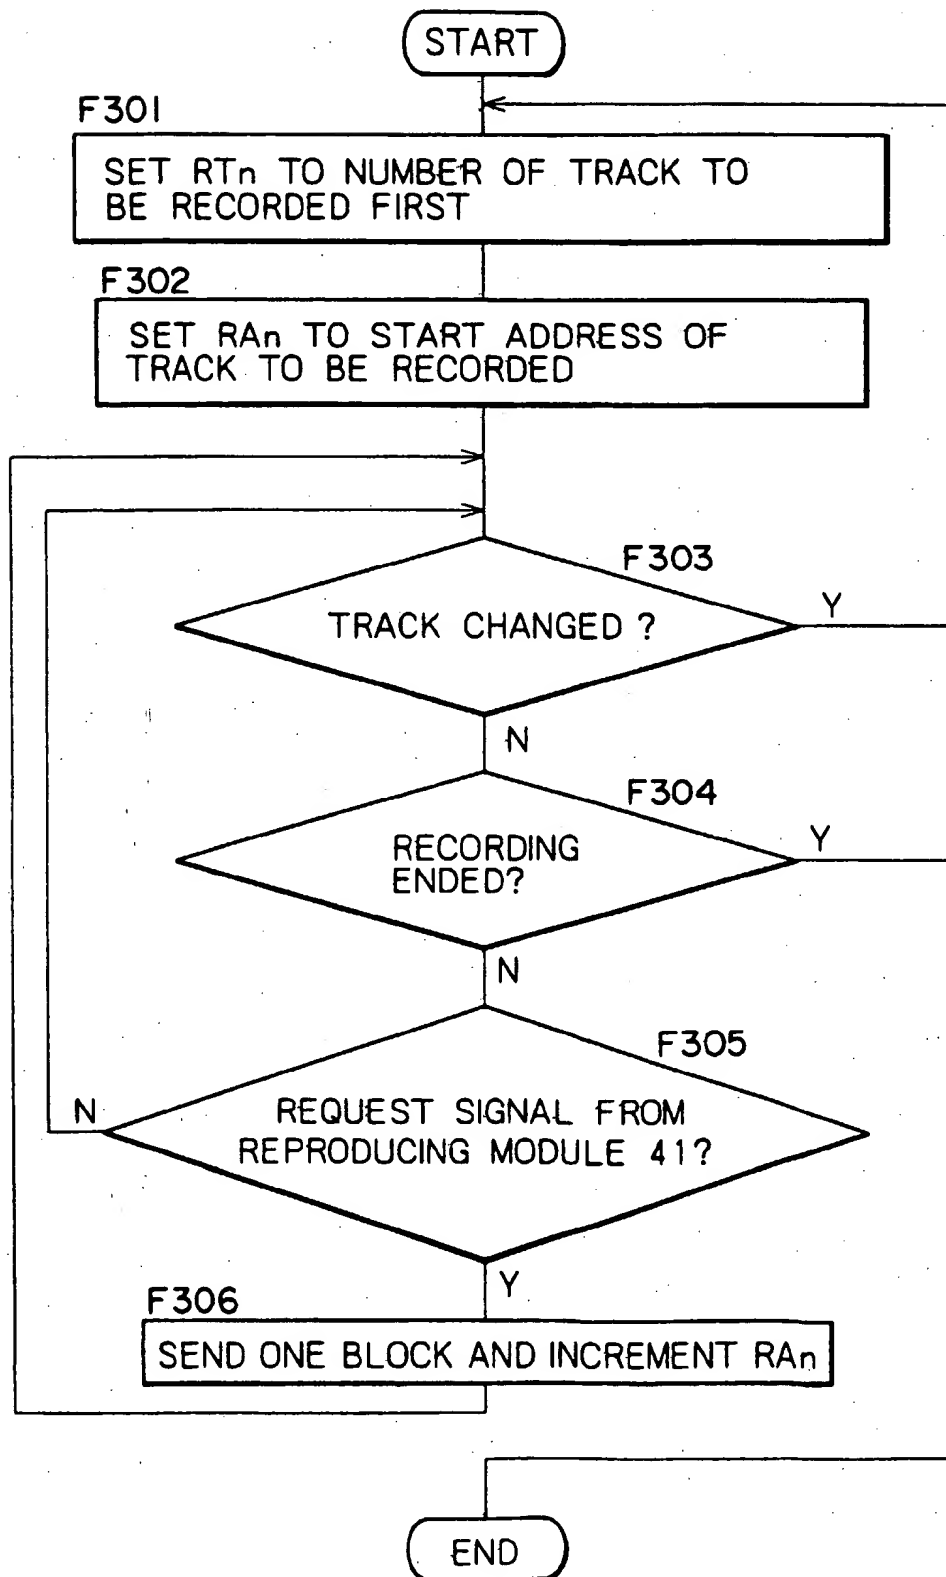 START
F301
SET RTn TO NUMBER OF TRACK TO
BE RECORDED FIRST
F302
SET RAn TO START ADDRESS OF
TRACK TO BE RECORDED
F303
TRACK CHANGED ?
Y
N
F304
RECORDING
ENDED?
Y
N
F305
REQUEST SIGNAL FROM
REPRODUCING MODULE 41?
N
Y
F306
SEND ONE BLOCK AND INCREMENT RAn
END